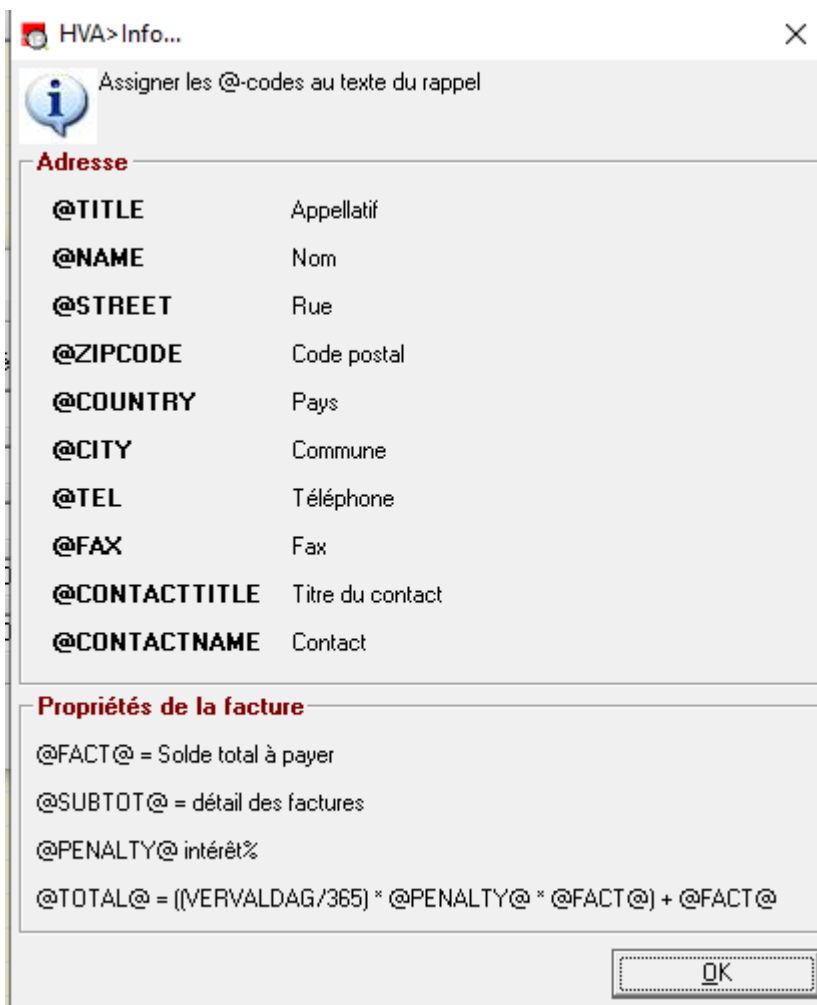 HVA>Info...
Assigner les @-codes au texte du rappel
Adresse
@TITLE Appellatif
@NAME Nom
@STREET Rue
@ZIPCODE Code postal
@COUNTRY Pays
@CITY Commune
@TEL Téléphone
@FAX Fax
@CONTACTTITLE Titre du contact
@CONTACTNAME Contact
Propriétés de la facture
@FACT@ = Solde total à payer
@SUBTOT@ = détail des factures
@PENALTY@ intérêt%
@TOTAL@ = ((VERVALDAG/365) * @PENALTY@ * @FACT@) + @FACT@
OK